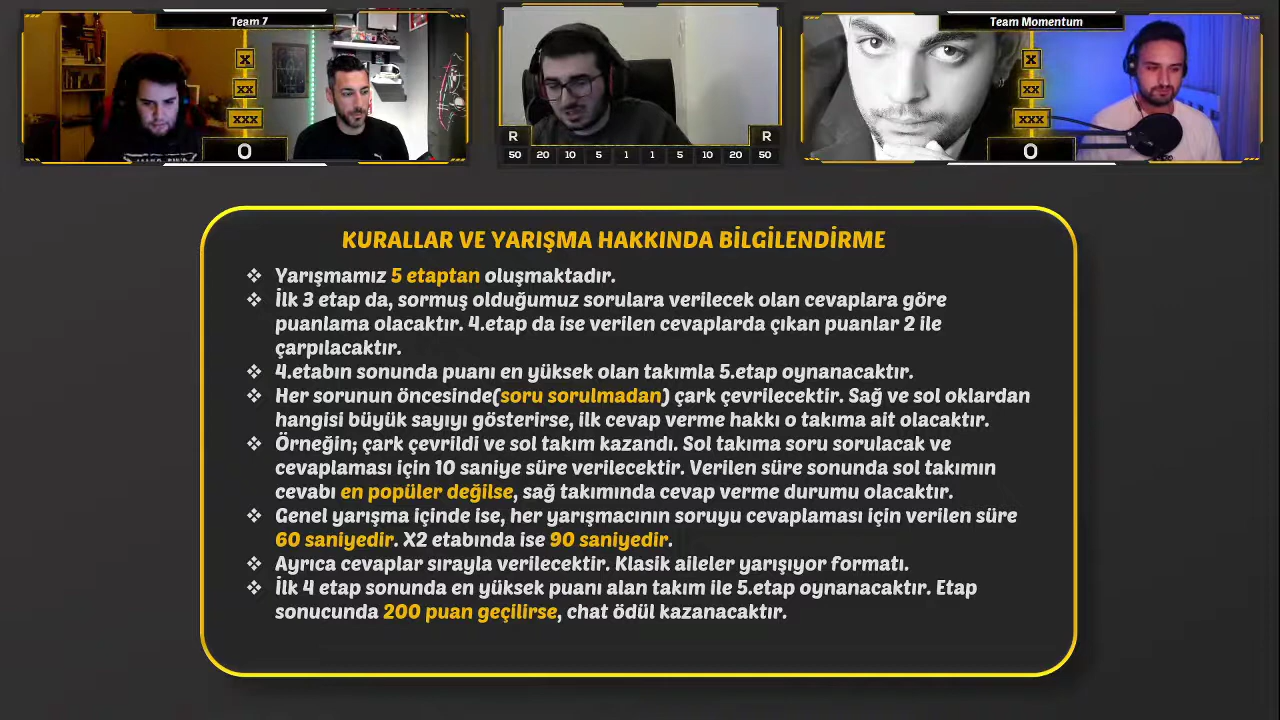 Team 7
Team Momentum
X
XX
XXX
O
R
R
50 20 10 5 1 1 5 10 20 50
X
XX
XXX
O
KURALLAR VE YARIŞMA HAKKINDA BİLGİLENDİRME
❖ Yarışmamız 5 etaptan oluşmaktadır.
❖ İlk 3 etap da, sormuş olduğumuz sorulara verilecek olan cevaplara göre
puanlama olacaktır. 4.etap da ise verilen cevaplarda çıkan puanlar 2 ile
çarpılacaktır.
❖ 4.etabın sonunda puanı en yüksek olan takımla 5.etap oynanacaktır.
❖ Her sorunun öncesinde(soru sorulmadan) çark çevrilecektir. Sağ ve sol oklardan
hangisi büyük sayıyı gösterirse, ilk cevap verme hakkı o takıma ait olacaktır.
❖ Örneğin; çark çevrildi ve sol takım kazandı. Sol takıma soru sorulacak ve
cevaplaması için 10 saniye süre verilecektir. Verilen süre sonunda sol takımın
cevabı en popüler değilse, sağ takımında cevap verme durumu olacaktır.
❖ Genel yarışma içinde ise, her yarışmacının soruyu cevaplaması için verilen süre
60 saniyedir. X2 etabında ise 90 saniyedir.
❖ Ayrıca cevaplar sırayla verilecektir. Klasik aileler yarışıyor formatı.
❖ İlk 4 etap sonunda en yüksek puanı alan takım ile 5.etap oynanacaktır. Etap
sonucunda 200 puan geçilirse, chat ödül kazanacaktır.